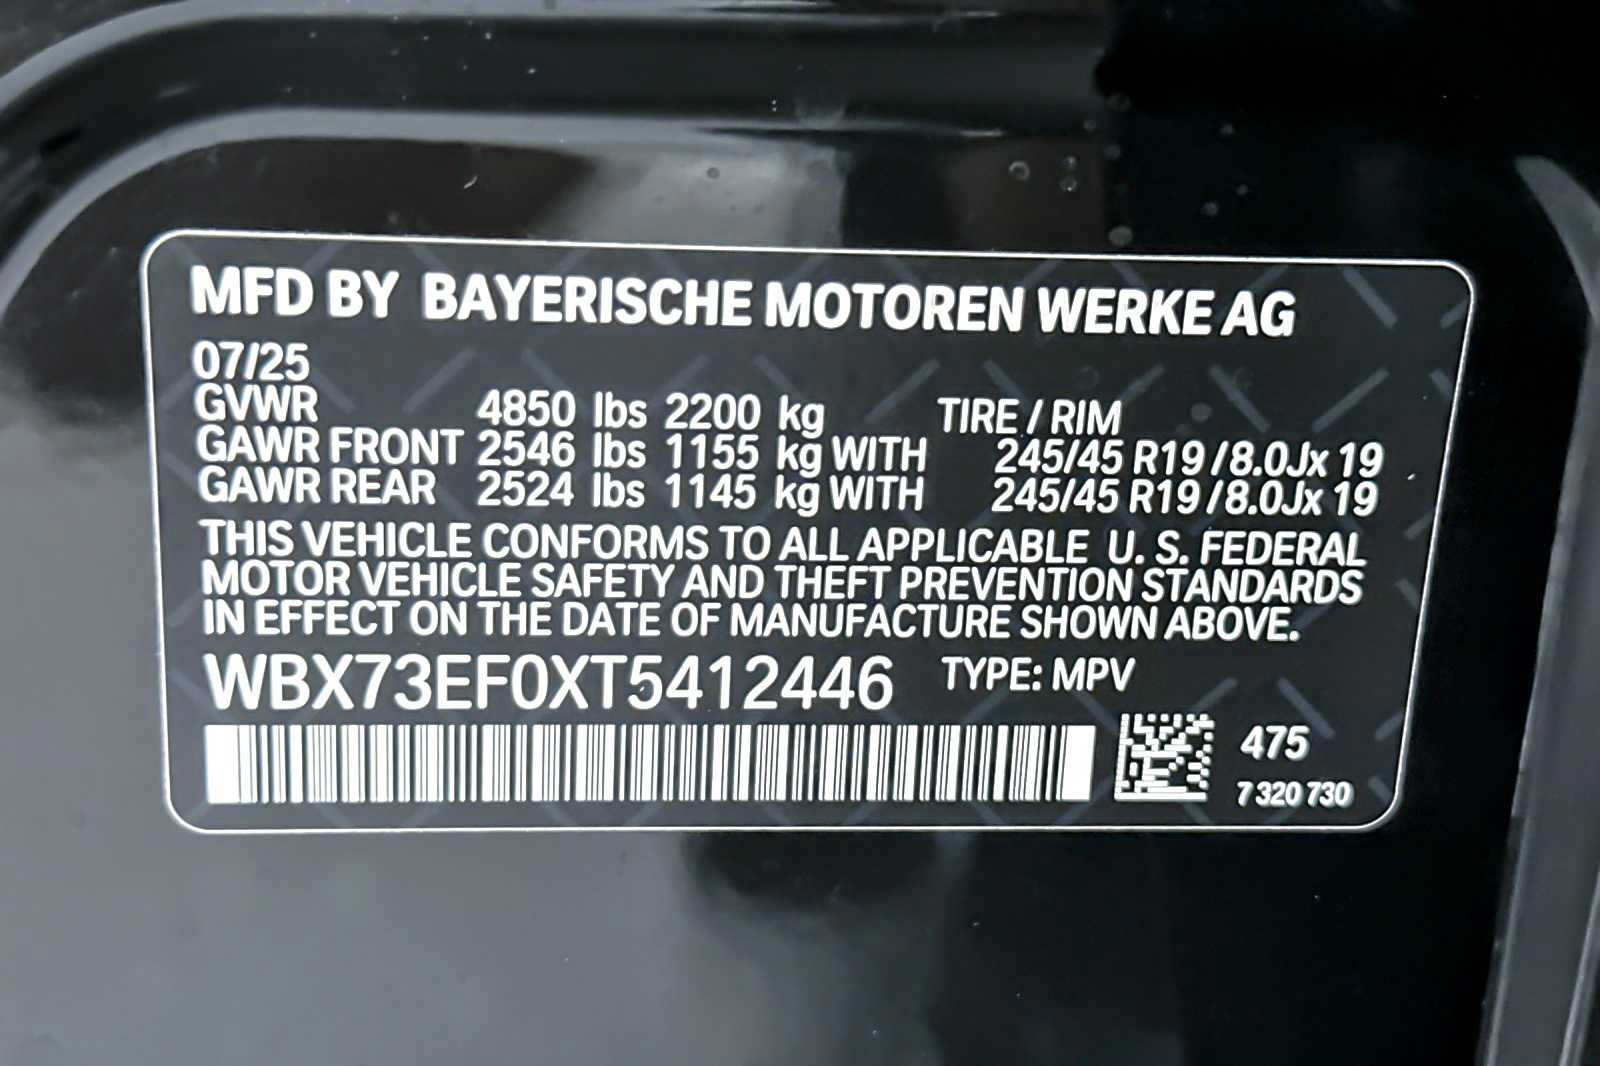 MFD BY BAYERISCHE MOTOREN WERKE AG
07/25
GVWR 4850 lbs 2200 kg TIRE / RIM
GAWR FRONT 2546 lbs 1155 kg WITH 245/45 R19 / 8.0Jx 19
GAWR REAR 2524 lbs 1145 kg WITH 245/45 R19 / 8.0Jx 19
THIS VEHICLE CONFORMS TO ALL APPLICABLE U. S. FEDERAL
MOTOR VEHICLE SAFETY AND THEFT PREVENTION STANDARDS
IN EFFECT ON THE DATE OF MANUFACTURE SHOWN ABOVE.
WBX73EF0XT5412446 TYPE: MPV
475
7 320 730